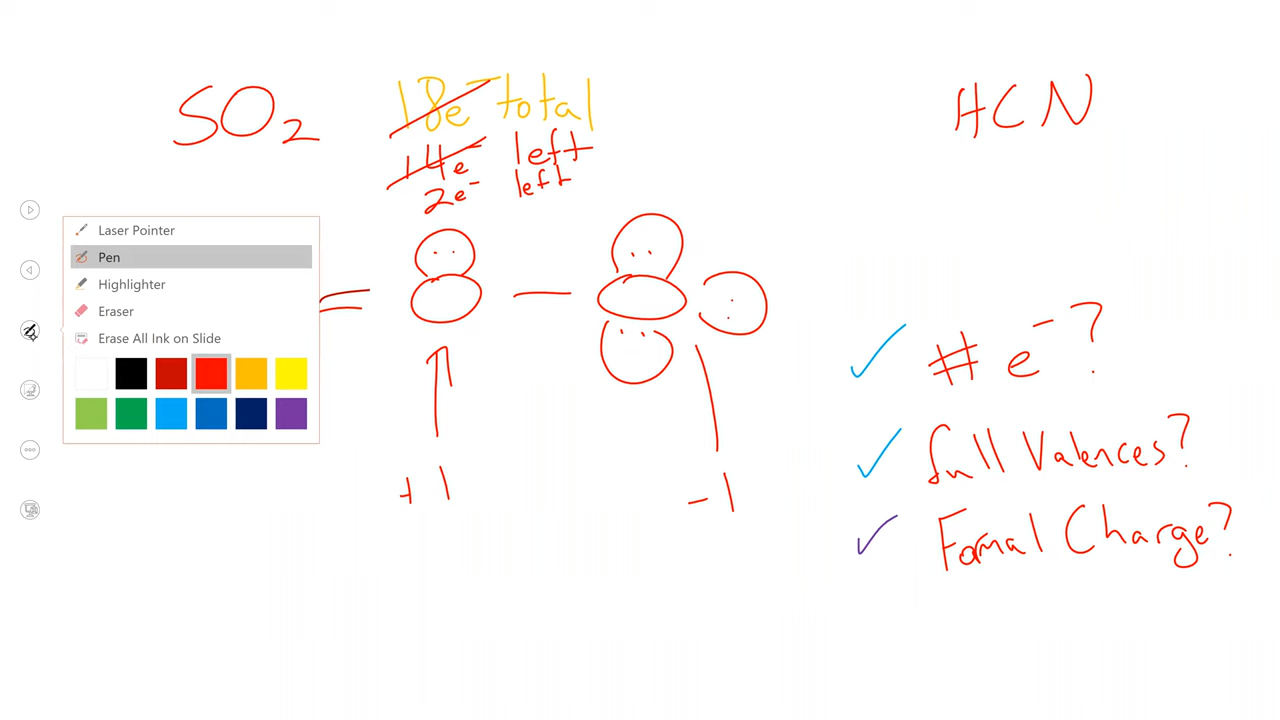 SO₂
18e⁻ total
HCN
14e⁻ left
2e⁻ left
Laser Pointer
Pen
Highlighter
Eraser
Erase All Ink on Slide
=
—
# e⁻?
full Valences?
+1
-1
Formal Charge?